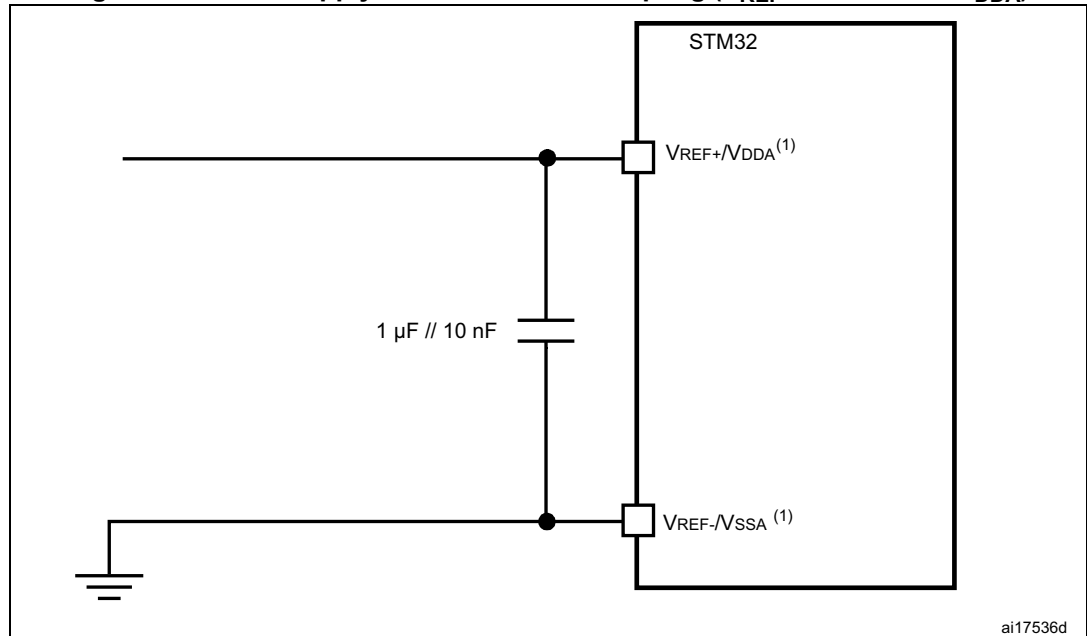 STM32
VREF+/VDDA(1)
1 µF // 10 nF
VREF-/VSSA (1)
ai17536d